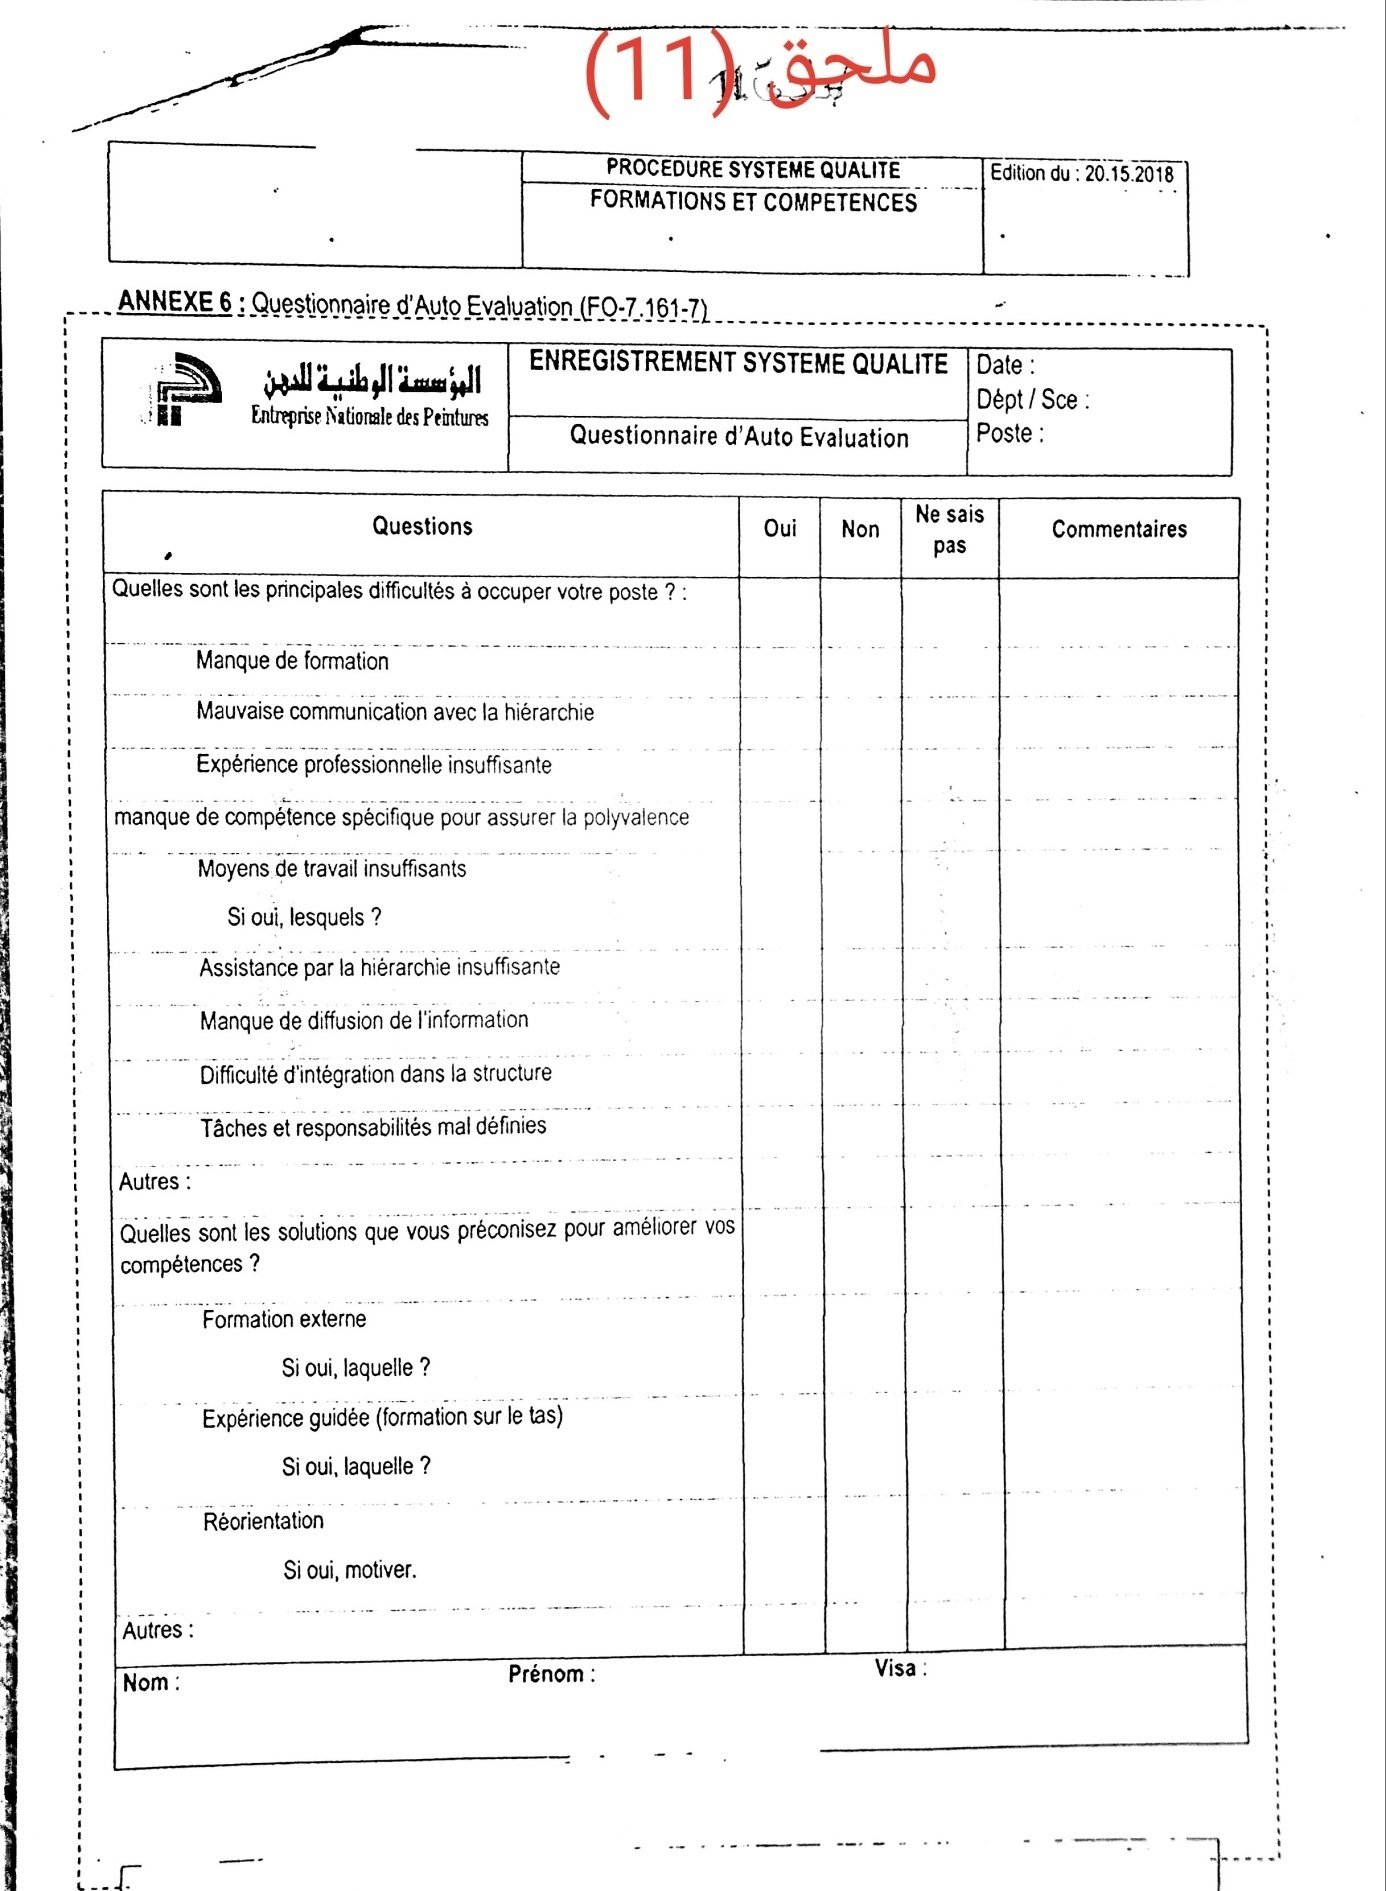 ملحق (11)
PROCEDURE SYSTEME QUALITE
FORMATIONS ET COMPETENCES
Edition du : 20.15.2018
ANNEXE 6 : Questionnaire d'Auto Evaluation (FO-7.161-7)
المؤسسة الوطنية للدهن
Entreprise Nationale des Peintures
ENREGISTREMENT SYSTEME QUALITE
Questionnaire d'Auto Evaluation
Date :
Dépt / Sce :
Poste :
Questions
Oui
Non
Ne sais
pas
Commentaires
Quelles sont les principales difficultés à occuper votre poste ? :
Manque de formation
Mauvaise communication avec la hiérarchie
Expérience professionnelle insuffisante
manque de compétence spécifique pour assurer la polyvalence
Moyens de travail insuffisants
Si oui, lesquels ?
Assistance par la hiérarchie insuffisante
Manque de diffusion de l'information
Difficulté d'intégration dans la structure
Tâches et responsabilités mal définies
Autres :
Quelles sont les solutions que vous préconisez pour améliorer vos
compétences ?
Formation externe
Si oui, laquelle ?
Expérience guidée (formation sur le tas)
Si oui, laquelle ?
Réorientation
Si oui, motiver.
Autres :
Nom :
Prénom :
Visa :